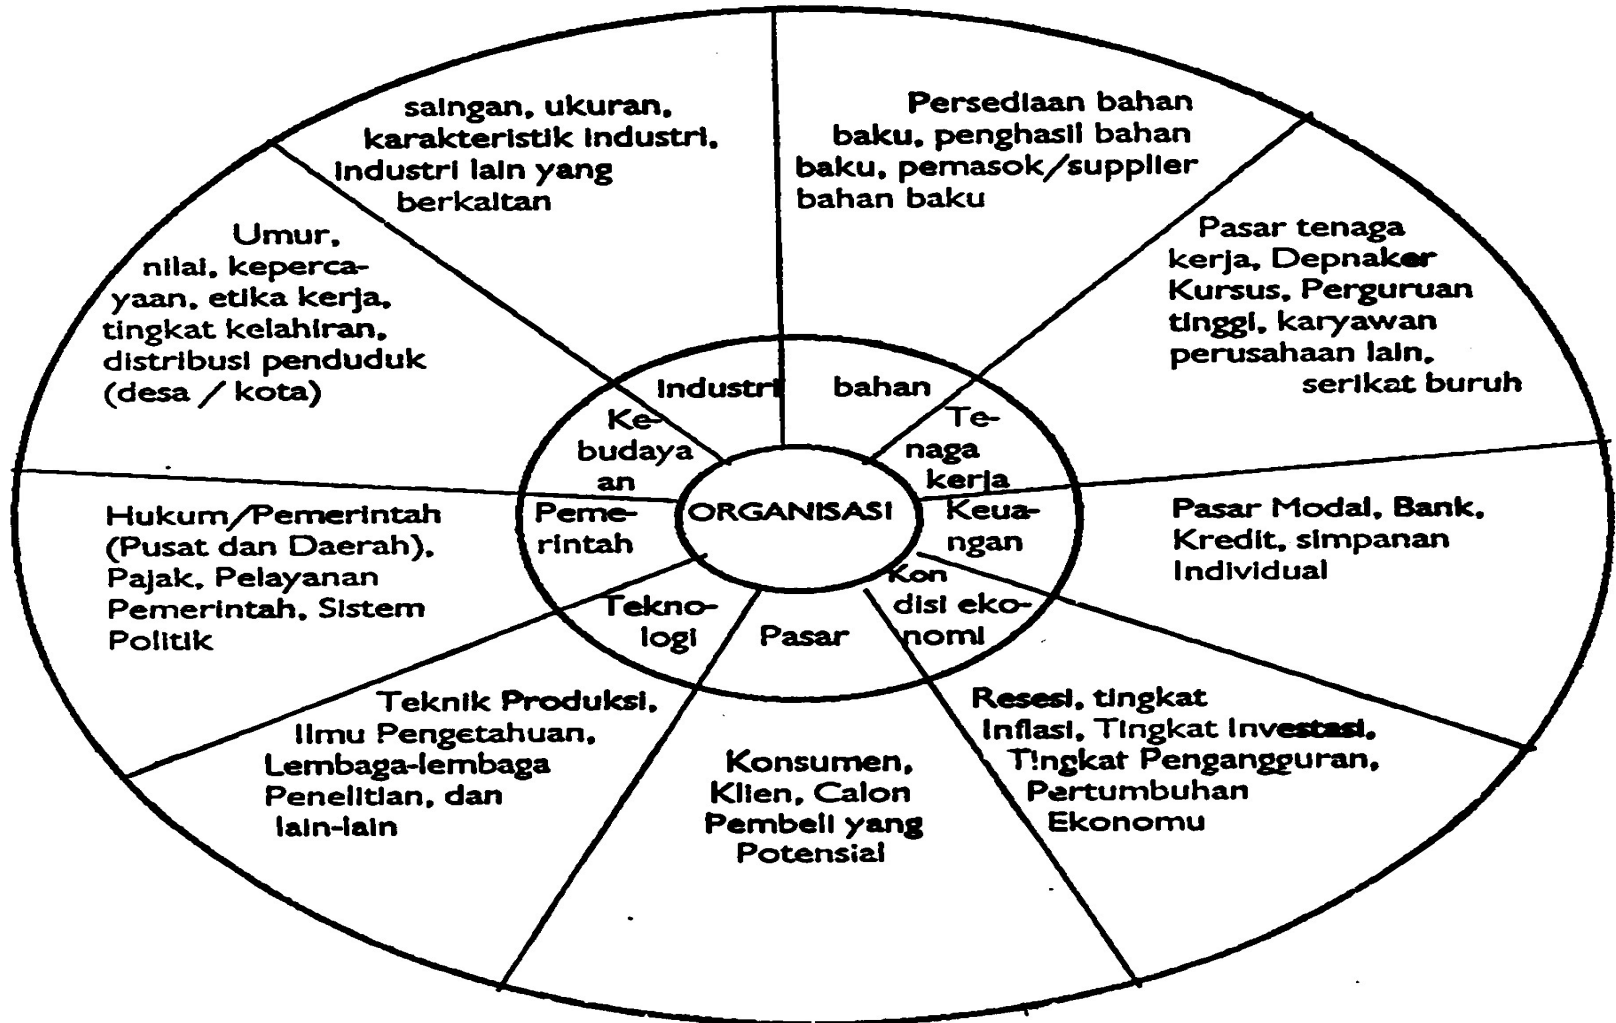 saingan, ukuran,
karakteristik industri,
industri lain yang
berkaitan
Persediaan bahan
baku, penghasil bahan
baku, pemasok/supplier
bahan baku
Umur,
nilai, keperca-
yaan, etika kerja,
tingkat kelahiran,
distribusi penduduk
(desa / kota)
Pasar tenaga
kerja, Depnaker
Kursus, Perguruan
tinggi, karyawan
perusahaan lain,
serikat buruh
Industri
bahan
Ke-
budaya
an
Te-
naga
kerja
Peme-
rintah
ORGANISASI
Keua-
ngan
Tekno-
logi
Pasar
Kon
disi eko-
nomi
Hukum/Pemerintah
(Pusat dan Daerah),
Pajak, Pelayanan
Pemerintah, Sistem
Politik
Pasar Modal, Bank,
Kredit, simpanan
Individual
Teknik Produksi,
Ilmu Pengetahuan,
Lembaga-lembaga
Penelitian, dan
lain-lain
Konsumen,
Klien, Calon
Pembeli yang
Potensial
Resesi, tingkat
Inflasi, Tingkat Investasi,
Tingkat Pengangguran,
Pertumbuhan
Ekonomu